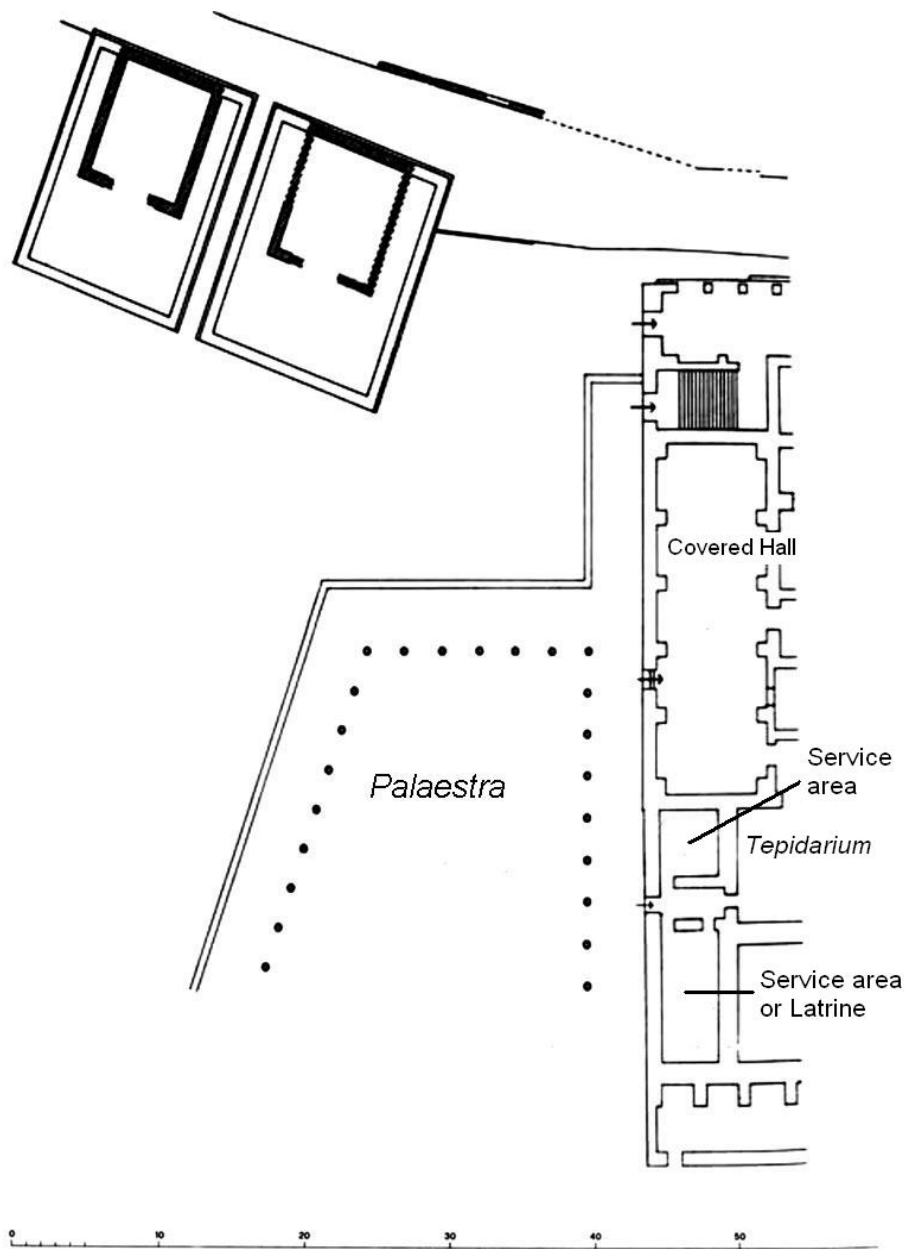 Covered Hall
Service
area
Palaestra
Tepidarium
Service area
or Latrine
0 10 20 30 40 50